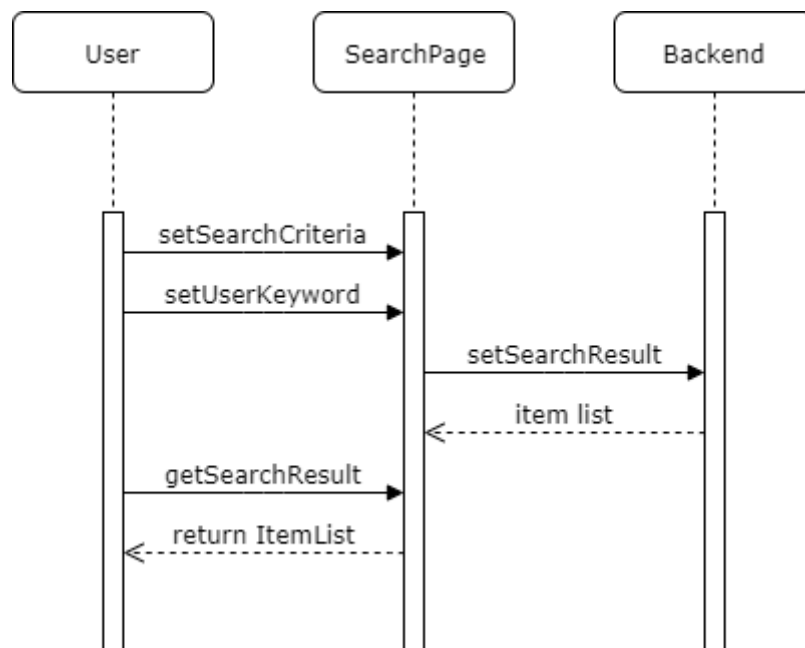 User
SearchPage
Backend
setSearchCriteria
setUserKeyword
setSearchResult
item list
getSearchResult
return ItemList